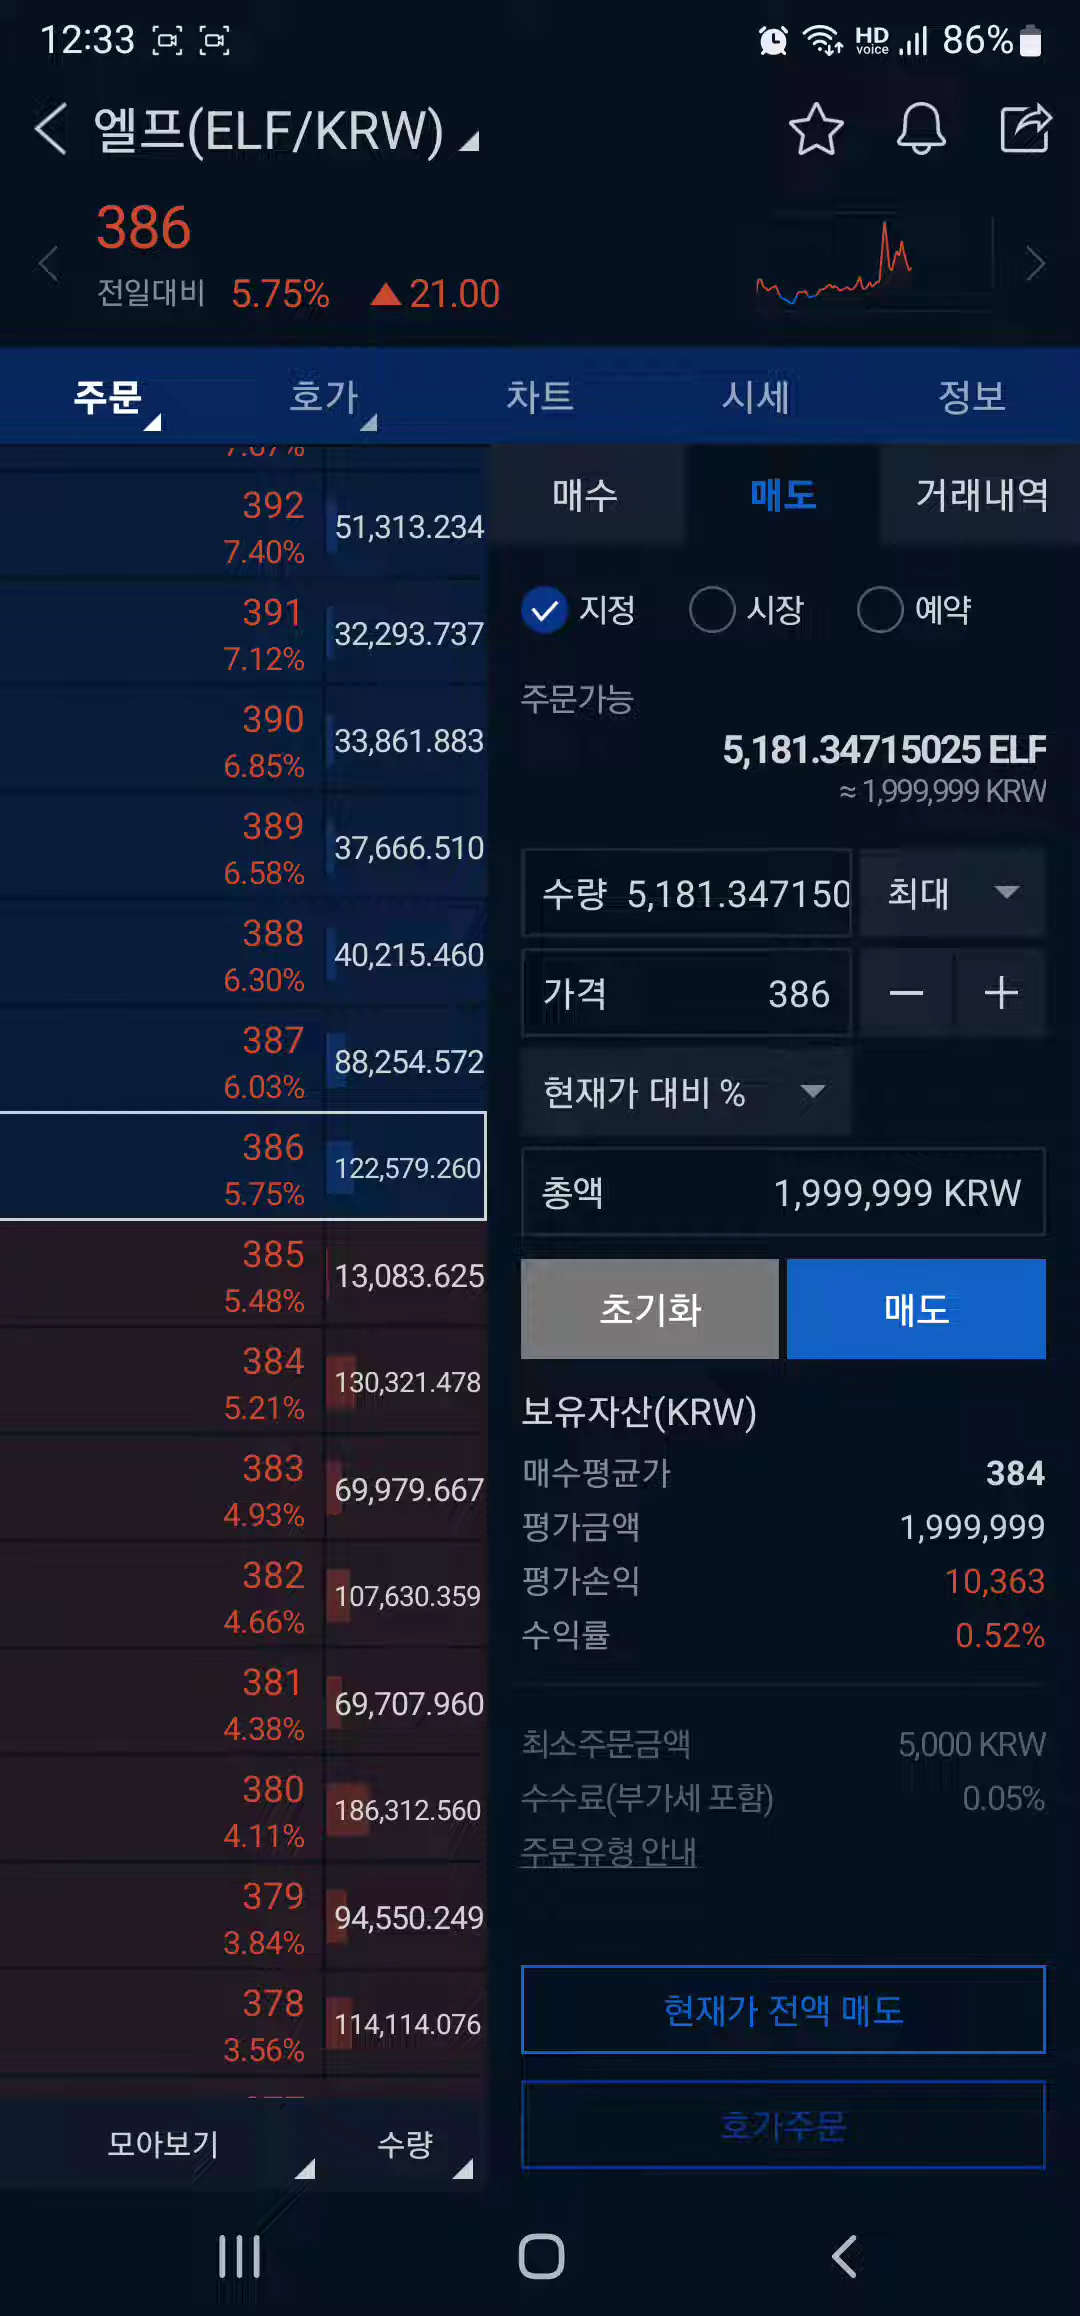 12:33 HD voice 86%
엘프(ELF/KRW)
386
전일대비 5.75% ▲21.00
주문 호가 차트 시세 정보
매수 매도 거래내역
392 51,313.234
7.40%
391 32,293.737
7.12%
390 33,861.883
6.85%
389 37,666.510
6.58%
388 40,215.460
6.30%
387 88,254.572
6.03%
386 122,579.260
5.75%
385 13,083.625
5.48%
384 130,321.478
5.21%
383 69,979.667
4.93%
382 107,630.359
4.66%
381 69,707.960
4.38%
380 186,312.560
4.11%
379 94,550.249
3.84%
378 114,114.076
3.56%
모아보기 수량
지정 시장 예약
주문가능
5,181.34715025 ELF
≈ 1,999,999 KRW
수량 5,181.347150 최대
가격 386 − +
현재가 대비 %
총액 1,999,999 KRW
초기화 매도
보유자산(KRW)
매수평균가 384
평가금액 1,999,999
평가손익 10,363
수익률 0.52%
최소주문금액 5,000 KRW
수수료(부가세 포함) 0.05%
주문유형 안내
현재가 전액 매도
호가주문